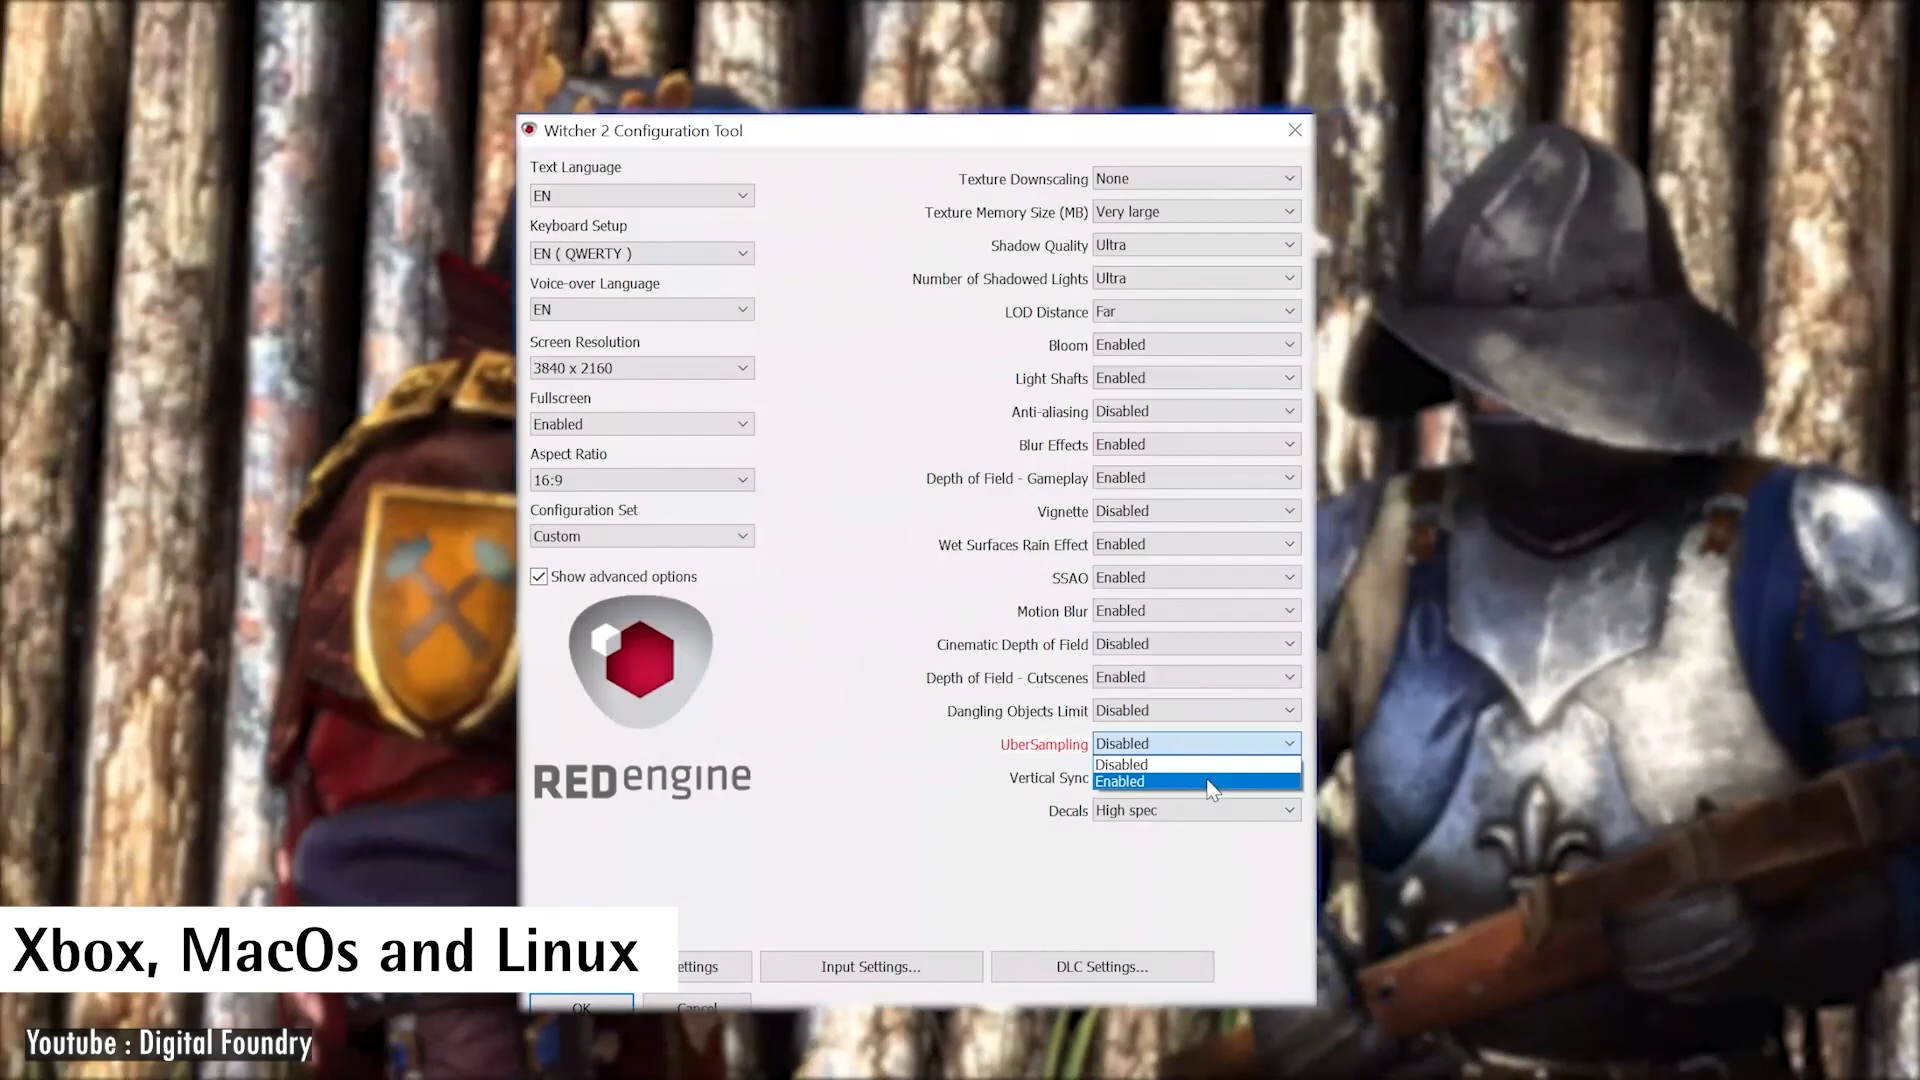 Witcher 2 Configuration Tool
Text Language
EN
Keyboard Setup
EN ( QWERTY )
Voice-over Language
EN
Screen Resolution
3840 x 2160
Fullscreen
Enabled
Aspect Ratio
16:9
Configuration Set
Custom
Show advanced options
REDengine
Texture Downscaling None
Texture Memory Size (MB) Very large
Shadow Quality Ultra
Number of Shadowed Lights Ultra
LOD Distance Far
Bloom Enabled
Light Shafts Enabled
Anti-aliasing Disabled
Blur Effects Enabled
Depth of Field - Gameplay Enabled
Vignette Disabled
Wet Surfaces Rain Effect Enabled
SSAO Enabled
Motion Blur Enabled
Cinematic Depth of Field Disabled
Depth of Field - Cutscenes Enabled
Dangling Objects Limit Disabled
UberSampling Disabled
Disabled
Vertical Sync Enabled
Decals High spec
ettings Input Settings... DLC Settings...
OK Cancel
Xbox, MacOs and Linux
Youtube : Digital Foundry